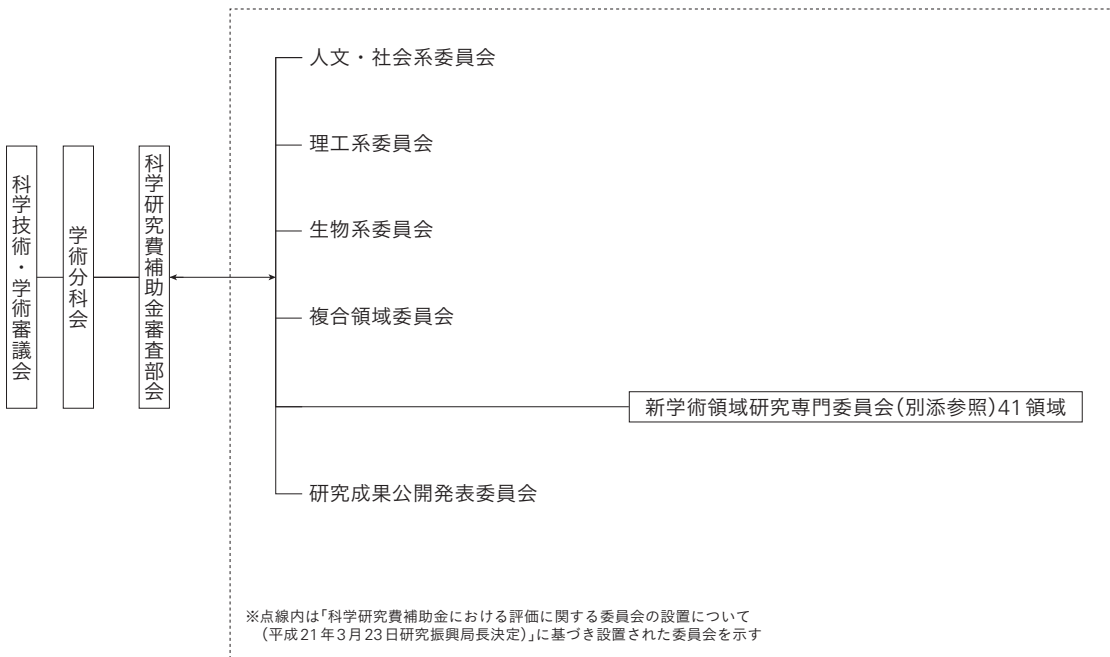 科学技術・学術審議会
学術分科会
科学研究費補助金審査部会
人文・社会系委員会
理工系委員会
生物系委員会
複合領域委員会
新学術領域研究専門委員会(別添参照)41領域
研究成果公開発表委員会
※点線内は「科学研究費補助金における評価に関する委員会の設置について
(平成21年3月23日研究振興局長決定)」に基づき設置された委員会を示す